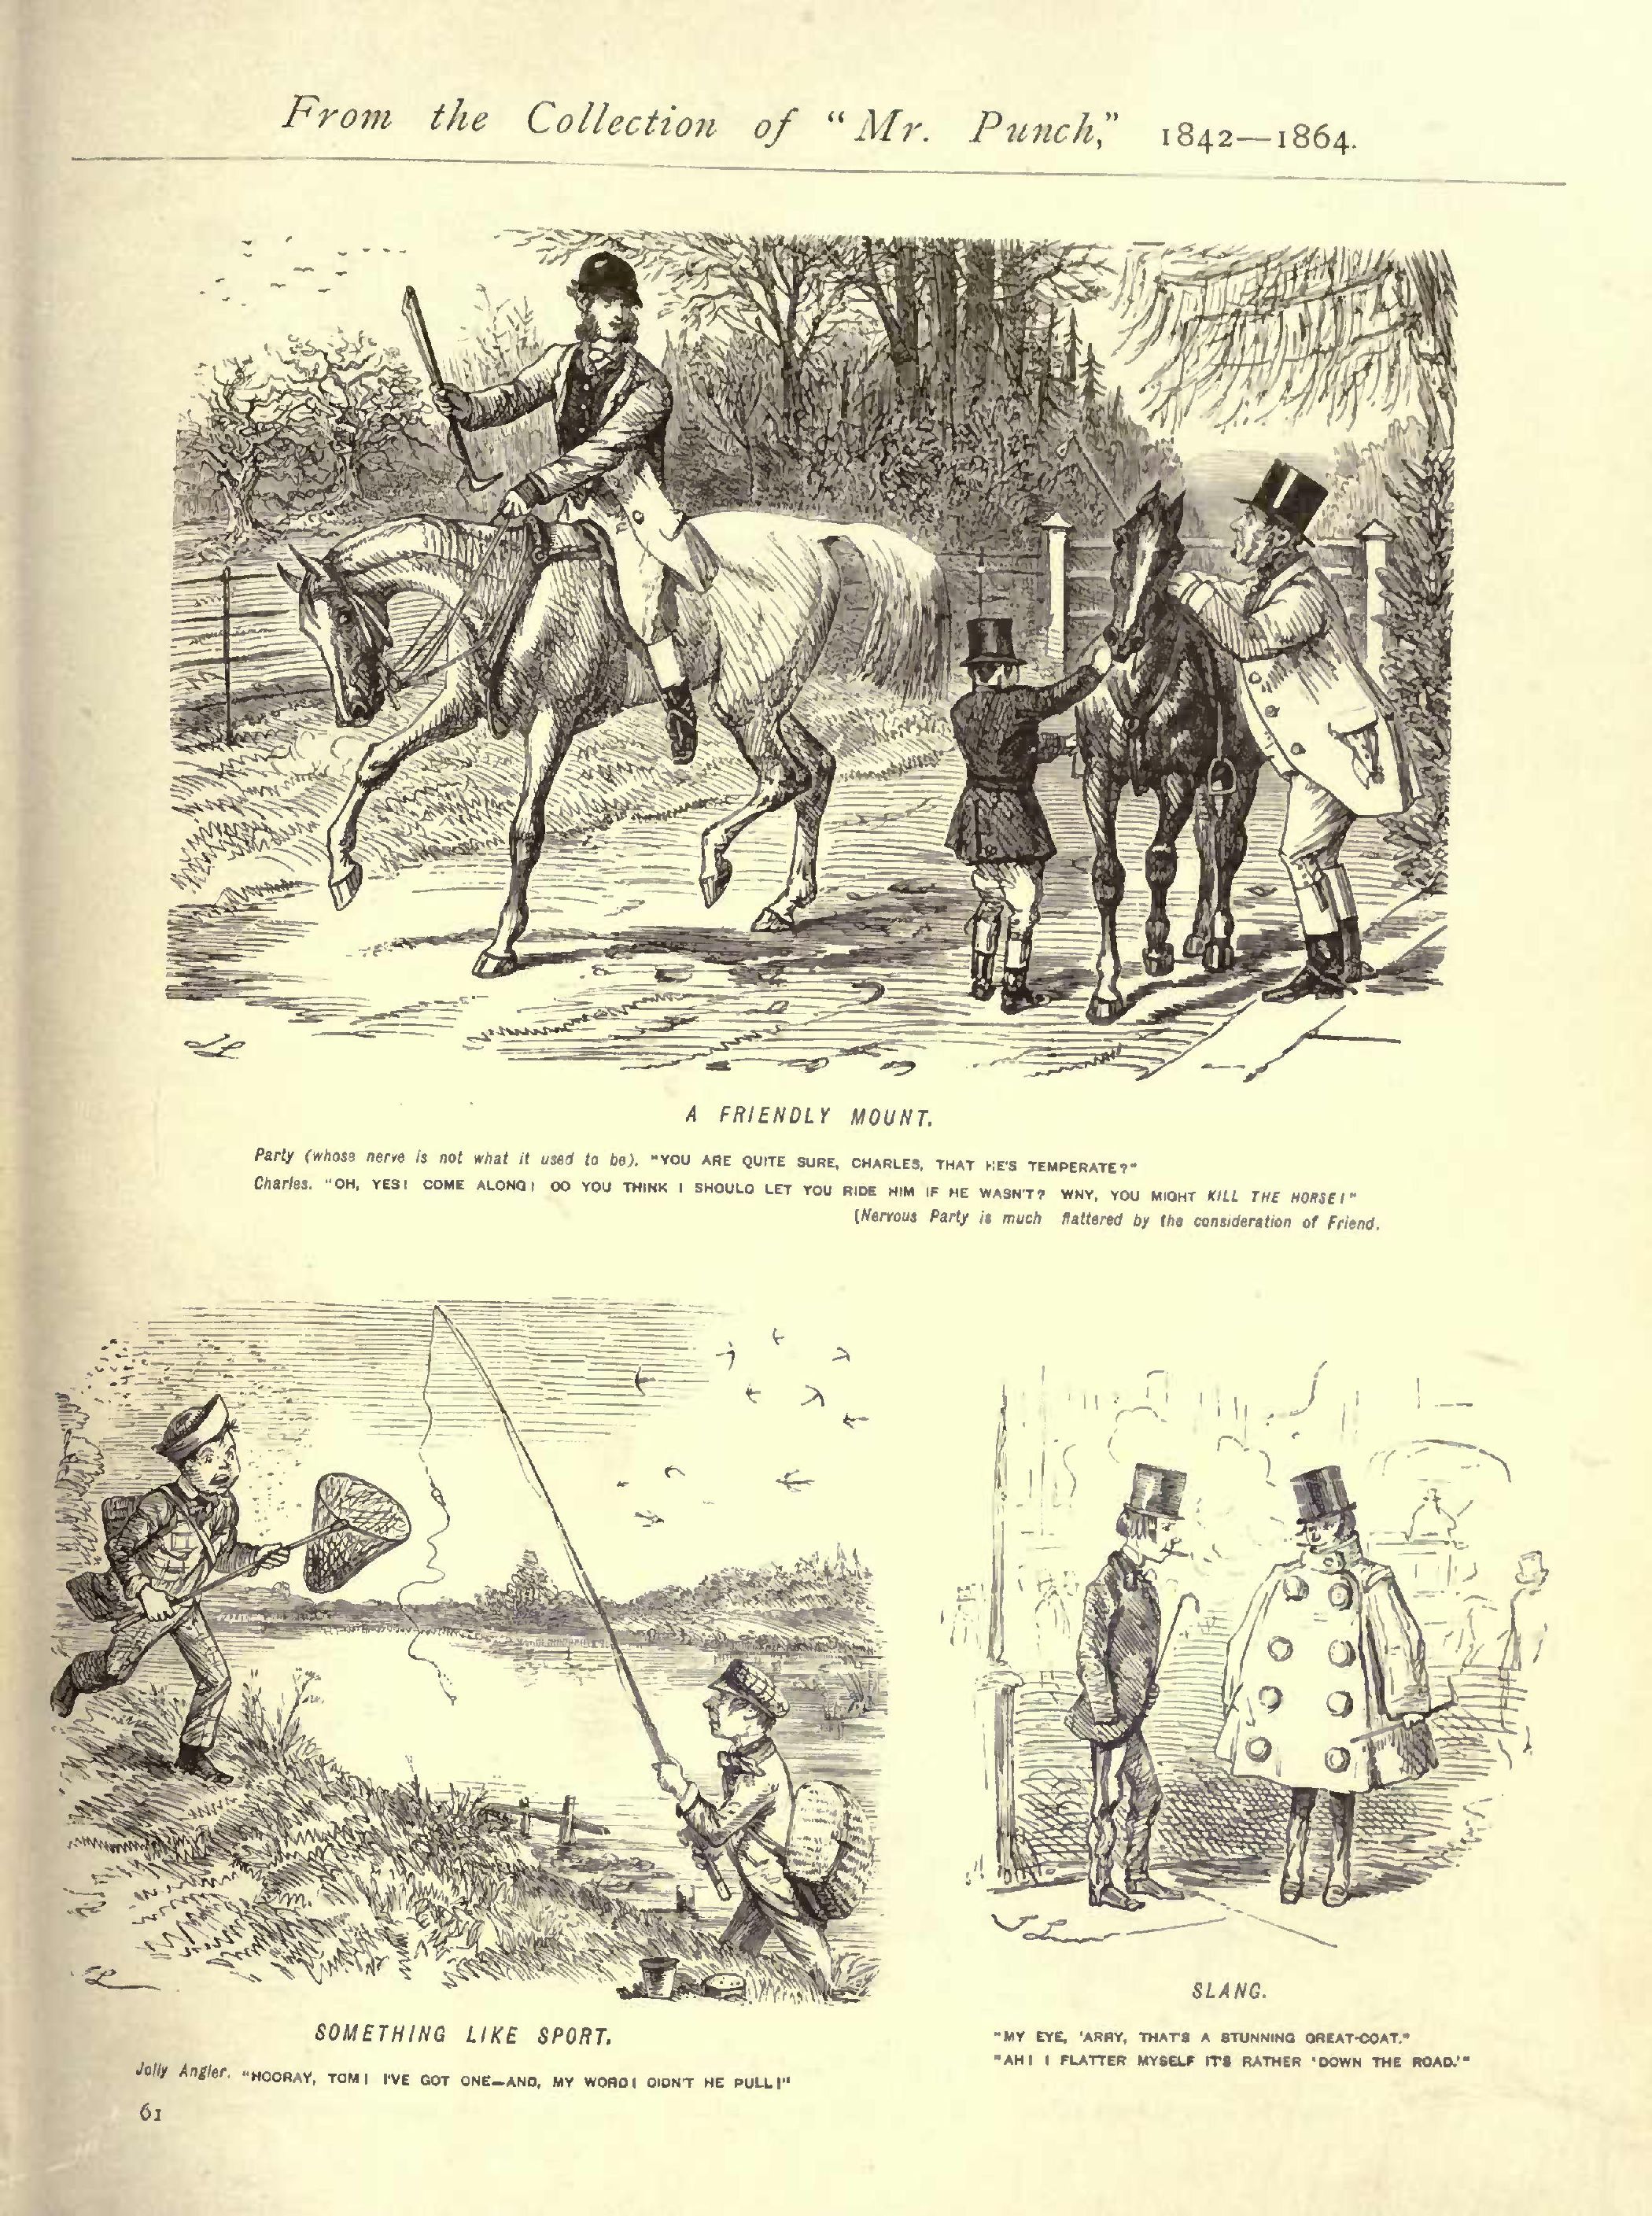 From the Collection of "Mr. Punch," 1842—1864.
A FRIENDLY MOUNT.
Party (whose nerve is not what it used to be). "YOU ARE QUITE SURE, CHARLES, THAT HE'S TEMPERATE?"
Charles. "OH, YES! COME ALONG! DO YOU THINK I SHOULD LET YOU RIDE HIM IF HE WASN'T? WHY, YOU MIGHT KILL THE HORSE!"
[Nervous Party is much flattered by the consideration of Friend.
SOMETHING LIKE SPORT.
Jolly Angler. "HOORAY, TOM! I'VE GOT ONE—AND, MY WORD! DIDN'T HE PULL!"
SLANG.
"MY EYE, 'ARRY, THAT'S A STUNNING GREAT-COAT."
"AH! I FLATTER MYSELF IT'S RATHER 'DOWN THE ROAD.'"
61